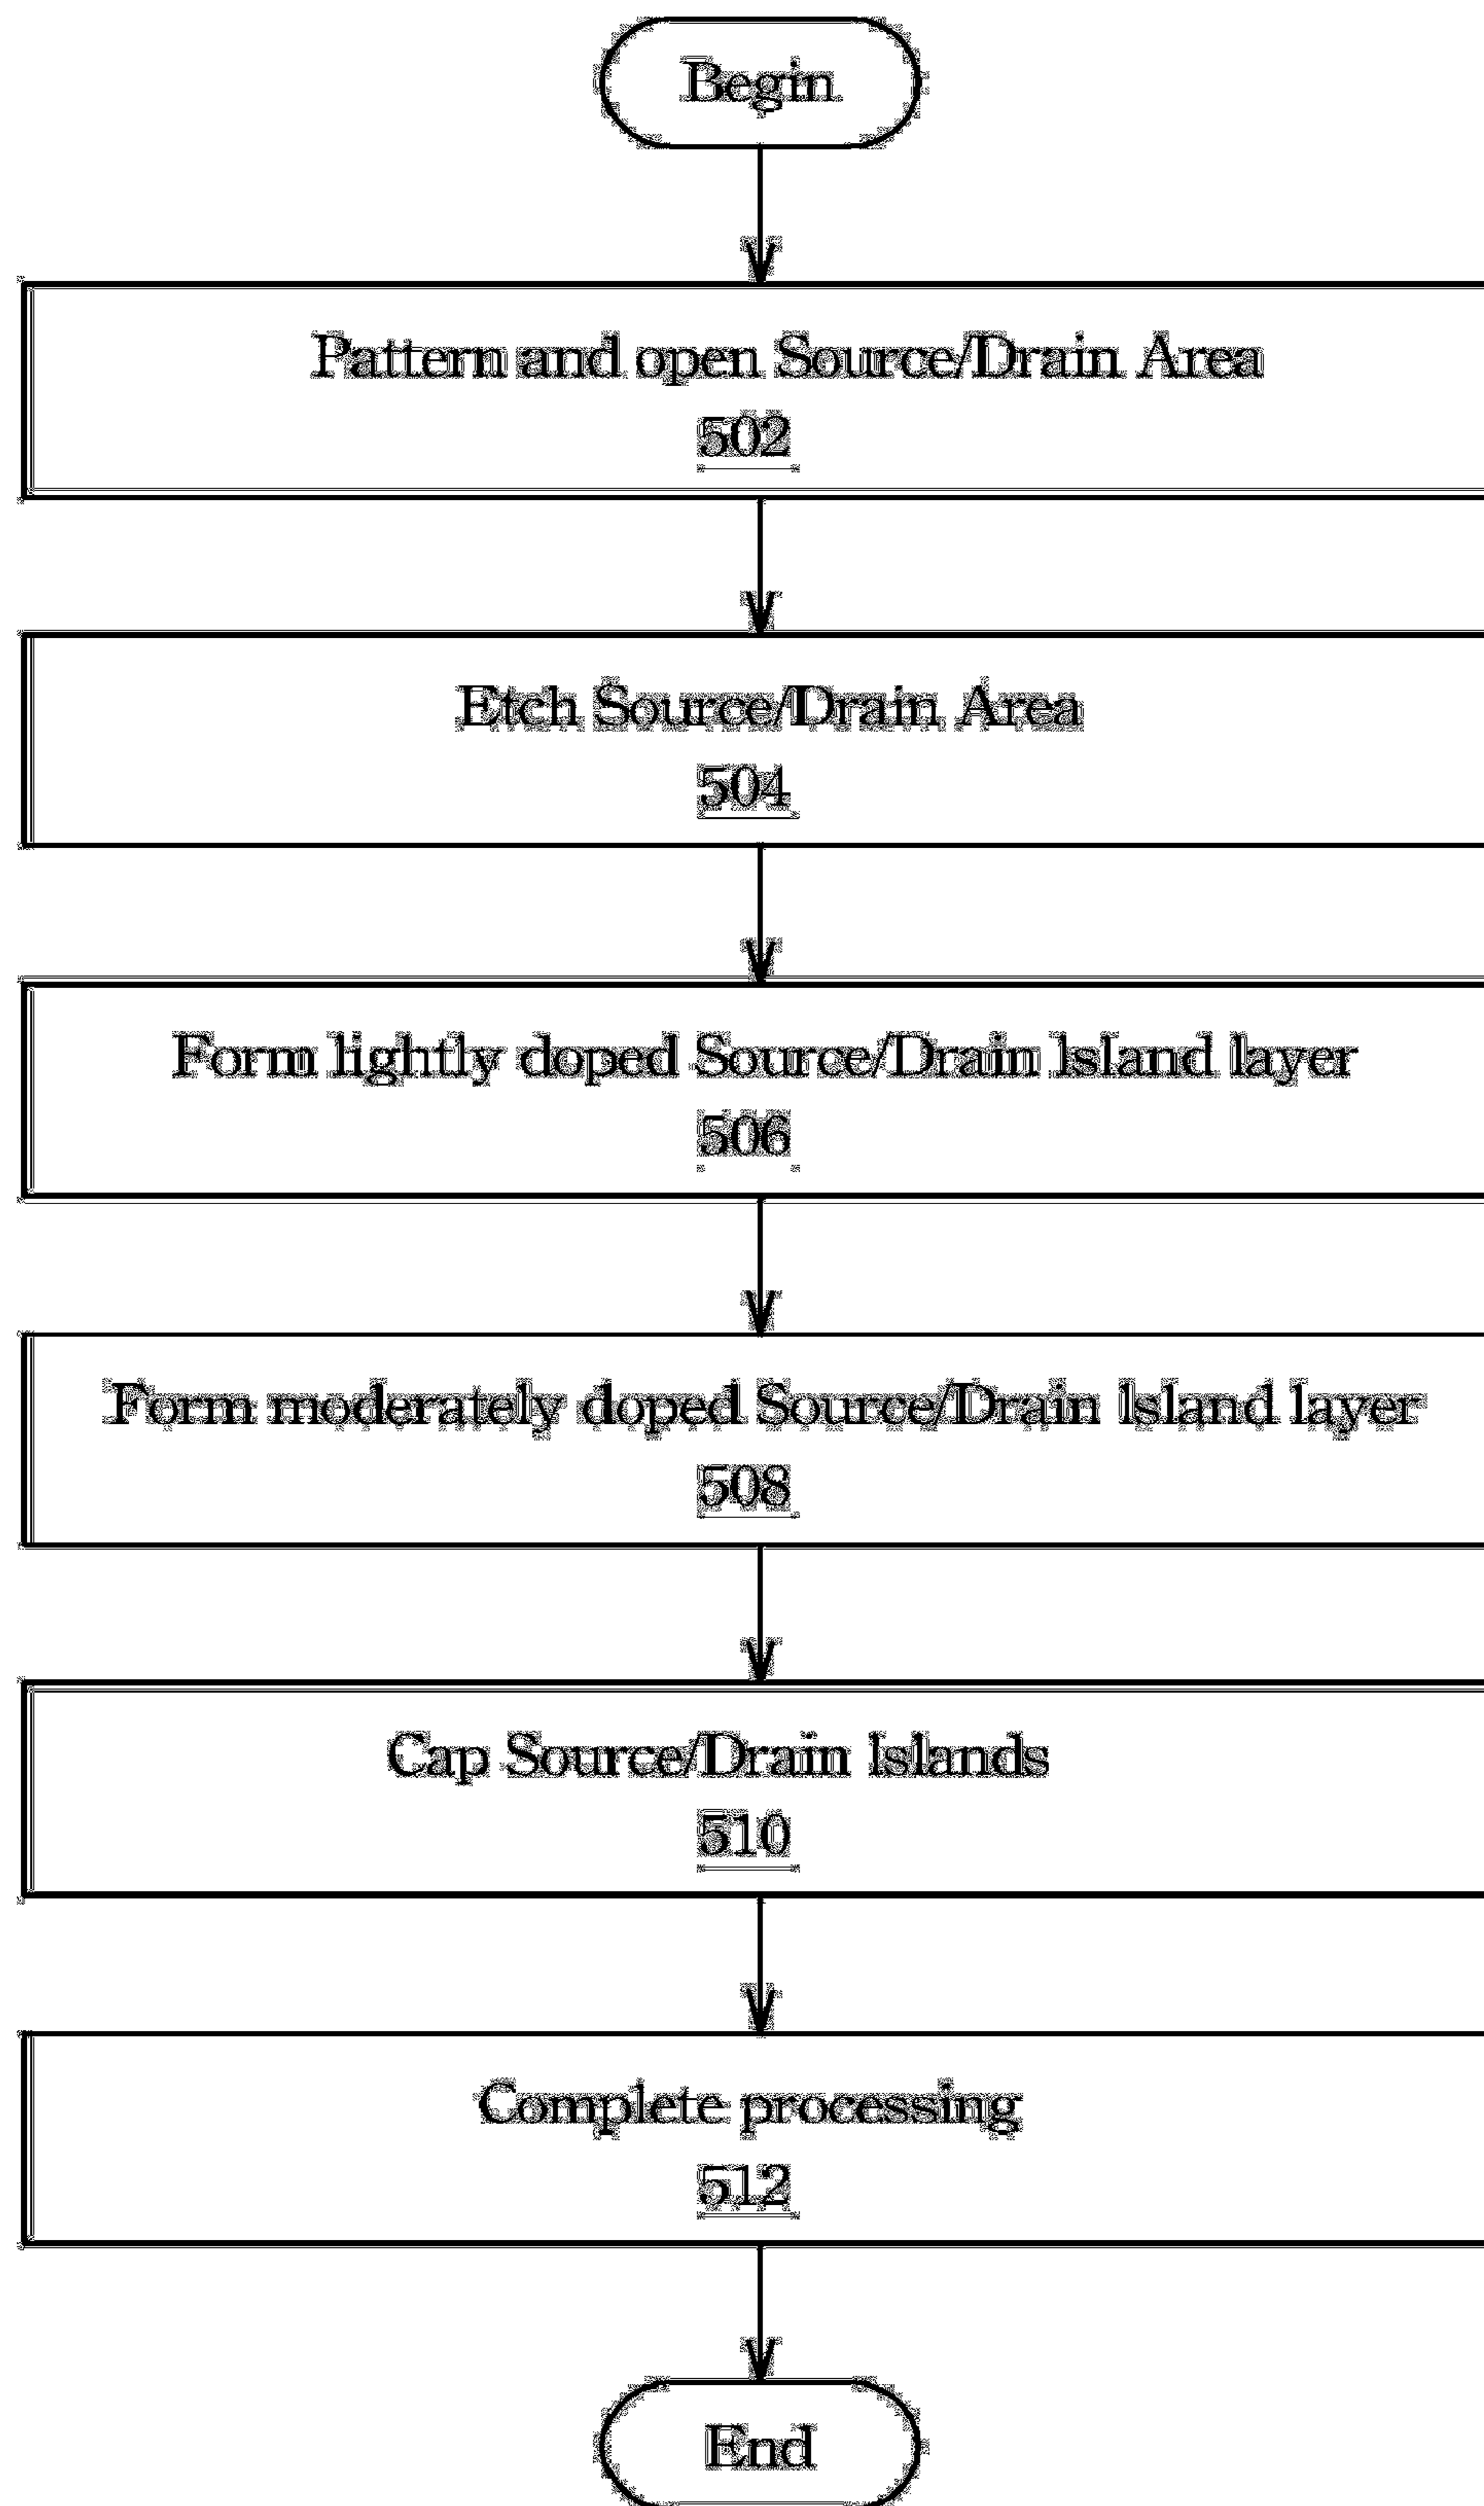 Begin
Pattern and open Source/Drain Area
502
Etch Source/Drain Area
504
Form lightly doped Source/Drain Island layer
506
Form moderately doped Source/Drain Island layer
508
Cap Source/Drain Islands
510
Complete processing
512
End